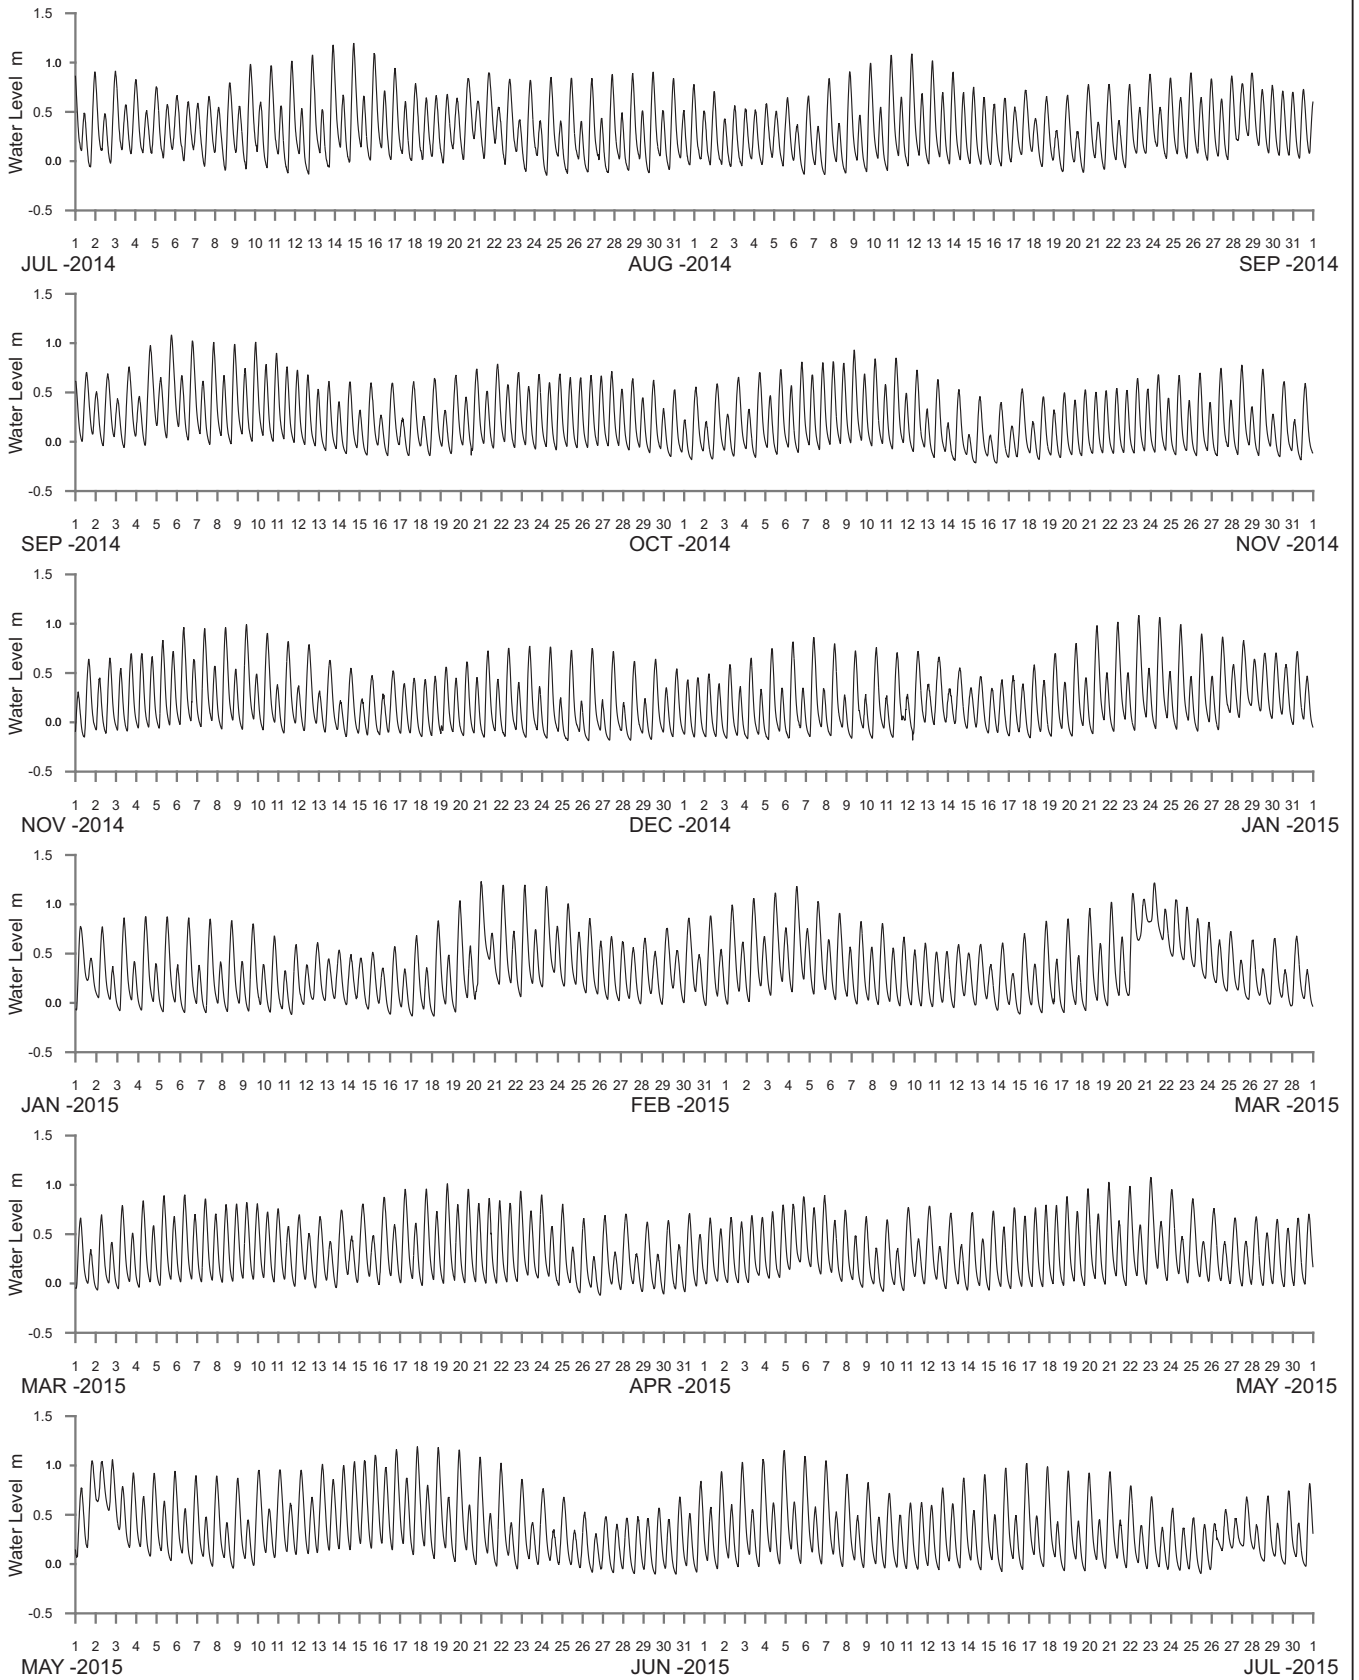 1.5
1.0
0.5
0.0
-0.5
Water Level m
1 2 3 4 5 6 7 8 9 10 11 12 13 14 15 16 17 18 19 20 21 22 23 24 25 26 27 28 29 30 31 1 2 3 4 5 6 7 8 9 10 11 12 13 14 15 16 17 18 19 20 21 22 23 24 25 26 27 28 29 30 31 1
JUL -2014 AUG -2014 SEP -2014
1.5
1.0
0.5
0.0
-0.5
Water Level m
1 2 3 4 5 6 7 8 9 10 11 12 13 14 15 16 17 18 19 20 21 22 23 24 25 26 27 28 29 30 1 2 3 4 5 6 7 8 9 10 11 12 13 14 15 16 17 18 19 20 21 22 23 24 25 26 27 28 29 30 31 1
SEP -2014 OCT -2014 NOV -2014
1.5
1.0
0.5
0.0
-0.5
Water Level m
1 2 3 4 5 6 7 8 9 10 11 12 13 14 15 16 17 18 19 20 21 22 23 24 25 26 27 28 29 30 1 2 3 4 5 6 7 8 9 10 11 12 13 14 15 16 17 18 19 20 21 22 23 24 25 26 27 28 29 30 31 1
NOV -2014 DEC -2014 JAN -2015
1.5
1.0
0.5
0.0
-0.5
Water Level m
1 2 3 4 5 6 7 8 9 10 11 12 13 14 15 16 17 18 19 20 21 22 23 24 25 26 27 28 29 30 31 1 2 3 4 5 6 7 8 9 10 11 12 13 14 15 16 17 18 19 20 21 22 23 24 25 26 27 28 1
JAN -2015 FEB -2015 MAR -2015
1.5
1.0
0.5
0.0
-0.5
Water Level m
1 2 3 4 5 6 7 8 9 10 11 12 13 14 15 16 17 18 19 20 21 22 23 24 25 26 27 28 29 30 31 1 2 3 4 5 6 7 8 9 10 11 12 13 14 15 16 17 18 19 20 21 22 23 24 25 26 27 28 29 30 1
MAR -2015 APR -2015 MAY -2015
1.5
1.0
0.5
0.0
-0.5
Water Level m
1 2 3 4 5 6 7 8 9 10 11 12 13 14 15 16 17 18 19 20 21 22 23 24 25 26 27 28 29 30 31 1 2 3 4 5 6 7 8 9 10 11 12 13 14 15 16 17 18 19 20 21 22 23 24 25 26 27 28 29 30 1
MAY -2015 JUN -2015 JUL -2015